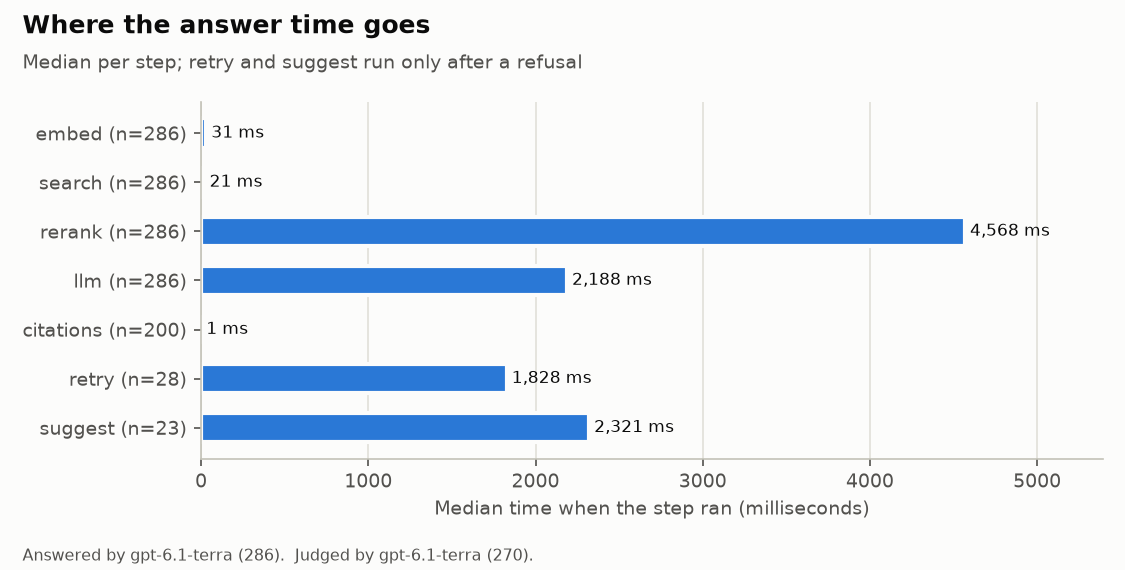 Where the answer time goes
Median per step; retry and suggest run only after a refusal
embed (n=286) 31 ms
search (n=286) 21 ms
rerank (n=286) 4,568 ms
llm (n=286) 2,188 ms
citations (n=200) 1 ms
retry (n=28) 1,828 ms
suggest (n=23) 2,321 ms
0 1000 2000 3000 4000 5000
Median time when the step ran (milliseconds)
Answered by gpt-6.1-terra (286). Judged by gpt-6.1-terra (270).